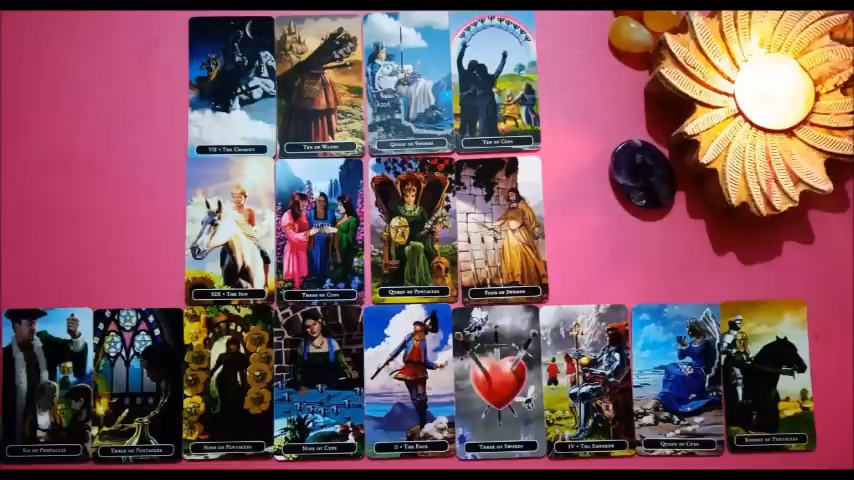 VII • The Chariot
Ten of Wands
Queen of Swords
Ten of Cups
XIX • The Sun
Three of Cups
Queen of Pentacles
Four of Swords
Six of Pentacles
Three of Pentacles
Nine of Pentacles
Nine of Cups
0 • The Fool
Three of Swords
IV • The Emperor
Queen of Cups
Knight of Pentacles